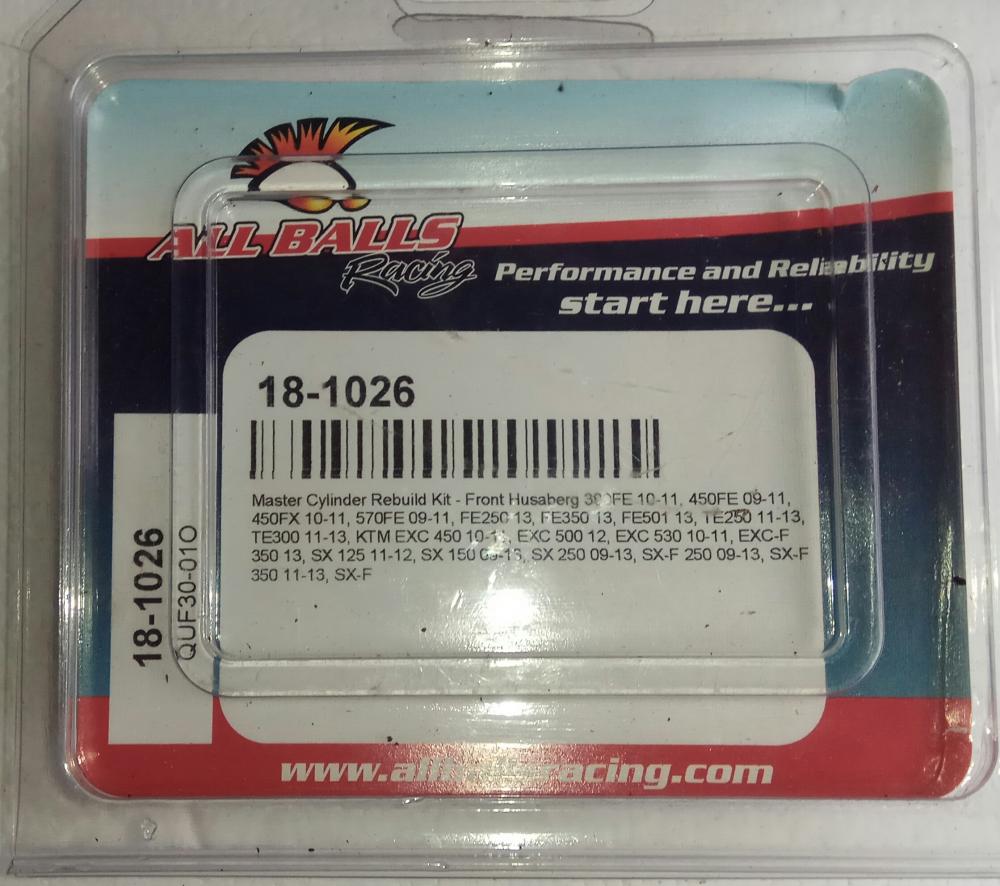 ALL BALLS
Racing
Performance and Reliability
start here...
18-1026
Master Cylinder Rebuild Kit - Front Husaberg 390FE 10-11, 450FE 09-11,
450FX 10-11, 570FE 09-11, FE250 13, FE350 13, FE501 13, TE250 11-13,
TE300 11-13, KTM EXC 450 10-11, EXC 500 12, EXC 530 10-11, EXC-F
350 13, SX 125 11-12, SX 150 09-13, SX 250 09-13, SX-F 250 09-13, SX-F
350 11-13, SX-F
18-1026
QUF30-01O
www.allballsracing.com